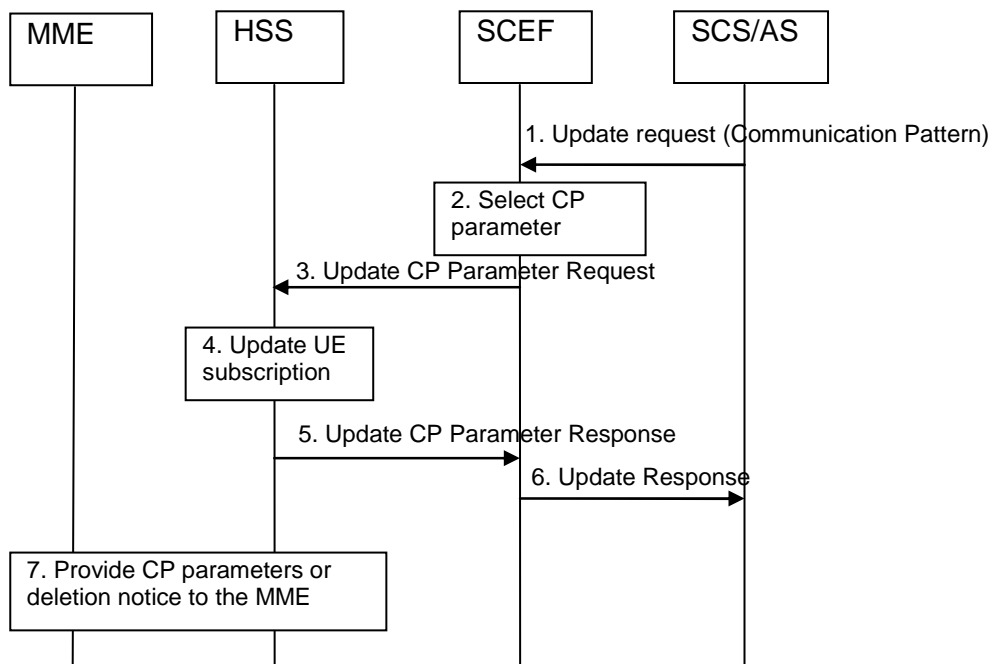 MME
HSS
SCEF
SCS/AS
1. Update request (Communication Pattern)
2. Select CP
parameter
3. Update CP Parameter Request
4. Update UE
subscription
5. Update CP Parameter Response
6. Update Response
7. Provide CP parameters or
deletion notice to the MME